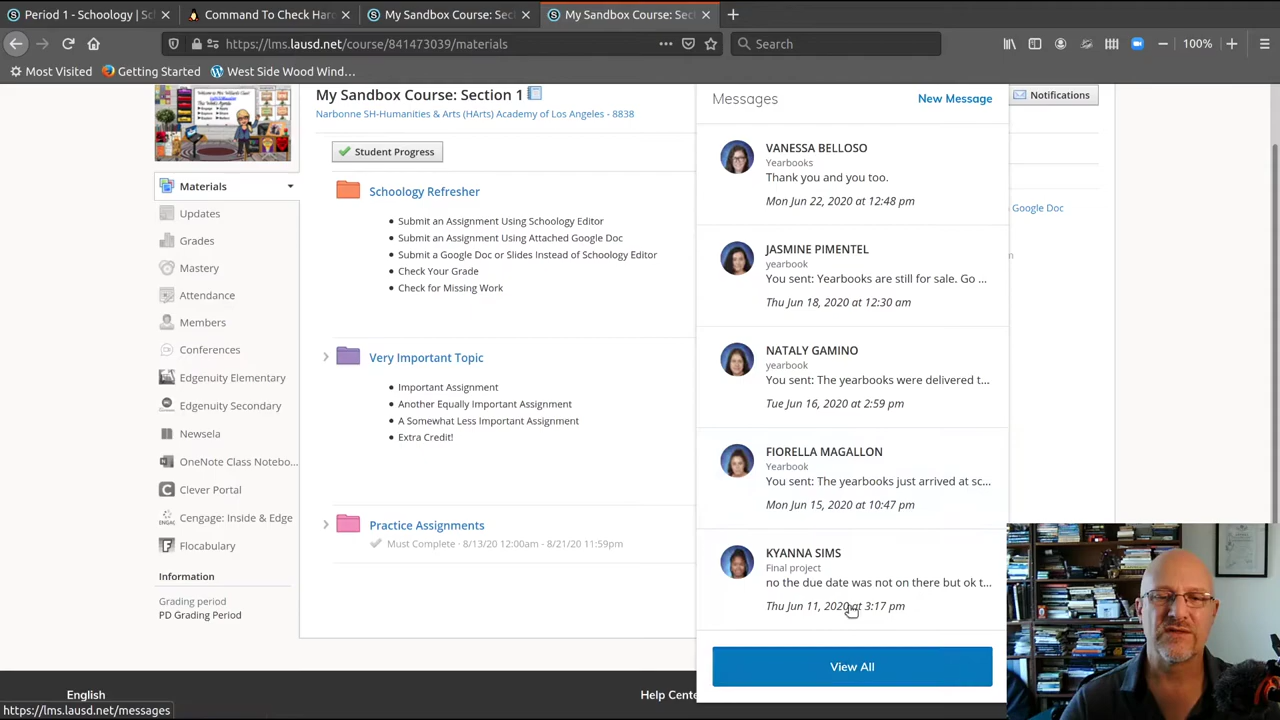 Period 1 - Schoology | Sc
Command To Check Har
My Sandbox Course: Sec
My Sandbox Course: Sec
https://lms.lausd.net/course/841473039/materials
Search
100%
Most Visited
Getting Started
West Side Wood Wind…
My Sandbox Course: Section 1
Narbonne SH-Humanities & Arts (HArts) Academy of Los Angeles - 8838
Student Progress
Materials
Updates
Grades
Mastery
Attendance
Members
Conferences
Edgenuity Elementary
Edgenuity Secondary
Newsela
OneNote Class Notebo...
Clever Portal
Cengage: Inside & Edge
Flocabulary
Information
Grading period
PD Grading Period
Schoology Refresher
Submit an Assignment Using Schoology Editor
Submit an Assignment Using Attached Google Doc
Submit a Google Doc or Slides Instead of Schoology Editor
Check Your Grade
Check for Missing Work
Very Important Topic
Important Assignment
Another Equally Important Assignment
A Somewhat Less Important Assignment
Extra Credit!
Practice Assignments
Must Complete · 8/13/20 12:00am - 8/21/20 11:59pm
Messages
New Message
VANESSA BELLOSO
Yearbooks
Thank you and you too.
Mon Jun 22, 2020 at 12:48 pm
JASMINE PIMENTEL
yearbook
You sent: Yearbooks are still for sale. Go ...
Thu Jun 18, 2020 at 12:30 am
NATALY GAMINO
yearbook
You sent: The yearbooks were delivered t...
Tue Jun 16, 2020 at 2:59 pm
FIORELLA MAGALLON
Yearbook
You sent: The yearbooks just arrived at sc...
Mon Jun 15, 2020 at 10:47 pm
KYANNA SIMS
Final project
no the due date was not on there but ok t...
Thu Jun 11, 2020 at 3:17 pm
View All
Notifications
Google Doc
English
Help Cente
https://lms.lausd.net/messages